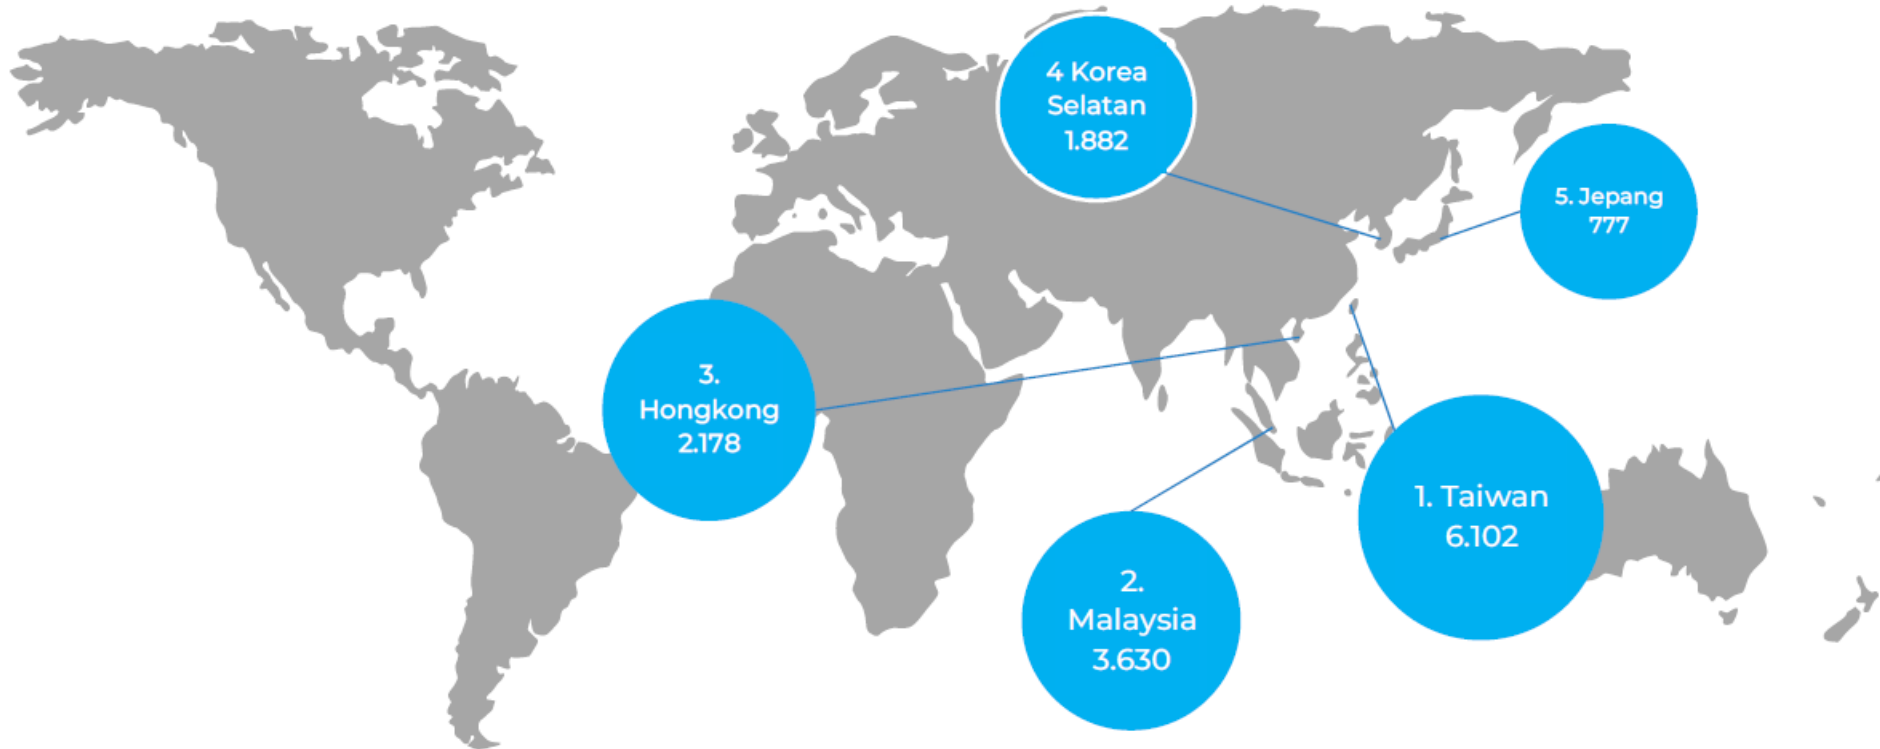 4 Korea
Selatan
1.882
5. Jepang
777
3.
Hongkong
2.178
1. Taiwan
6.102
2.
Malaysia
3.630